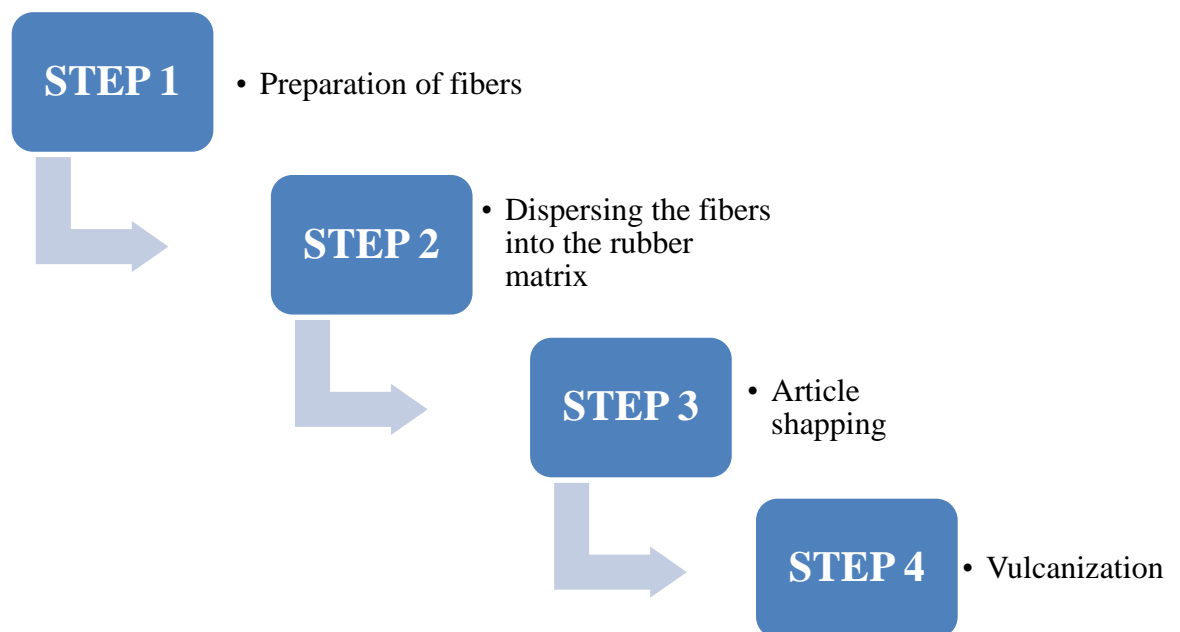 STEP 1
• Preparation of fibers
STEP 2
• Dispersing the fibers
into the rubber
matrix
STEP 3
• Article
shapping
STEP 4
• Vulcanization